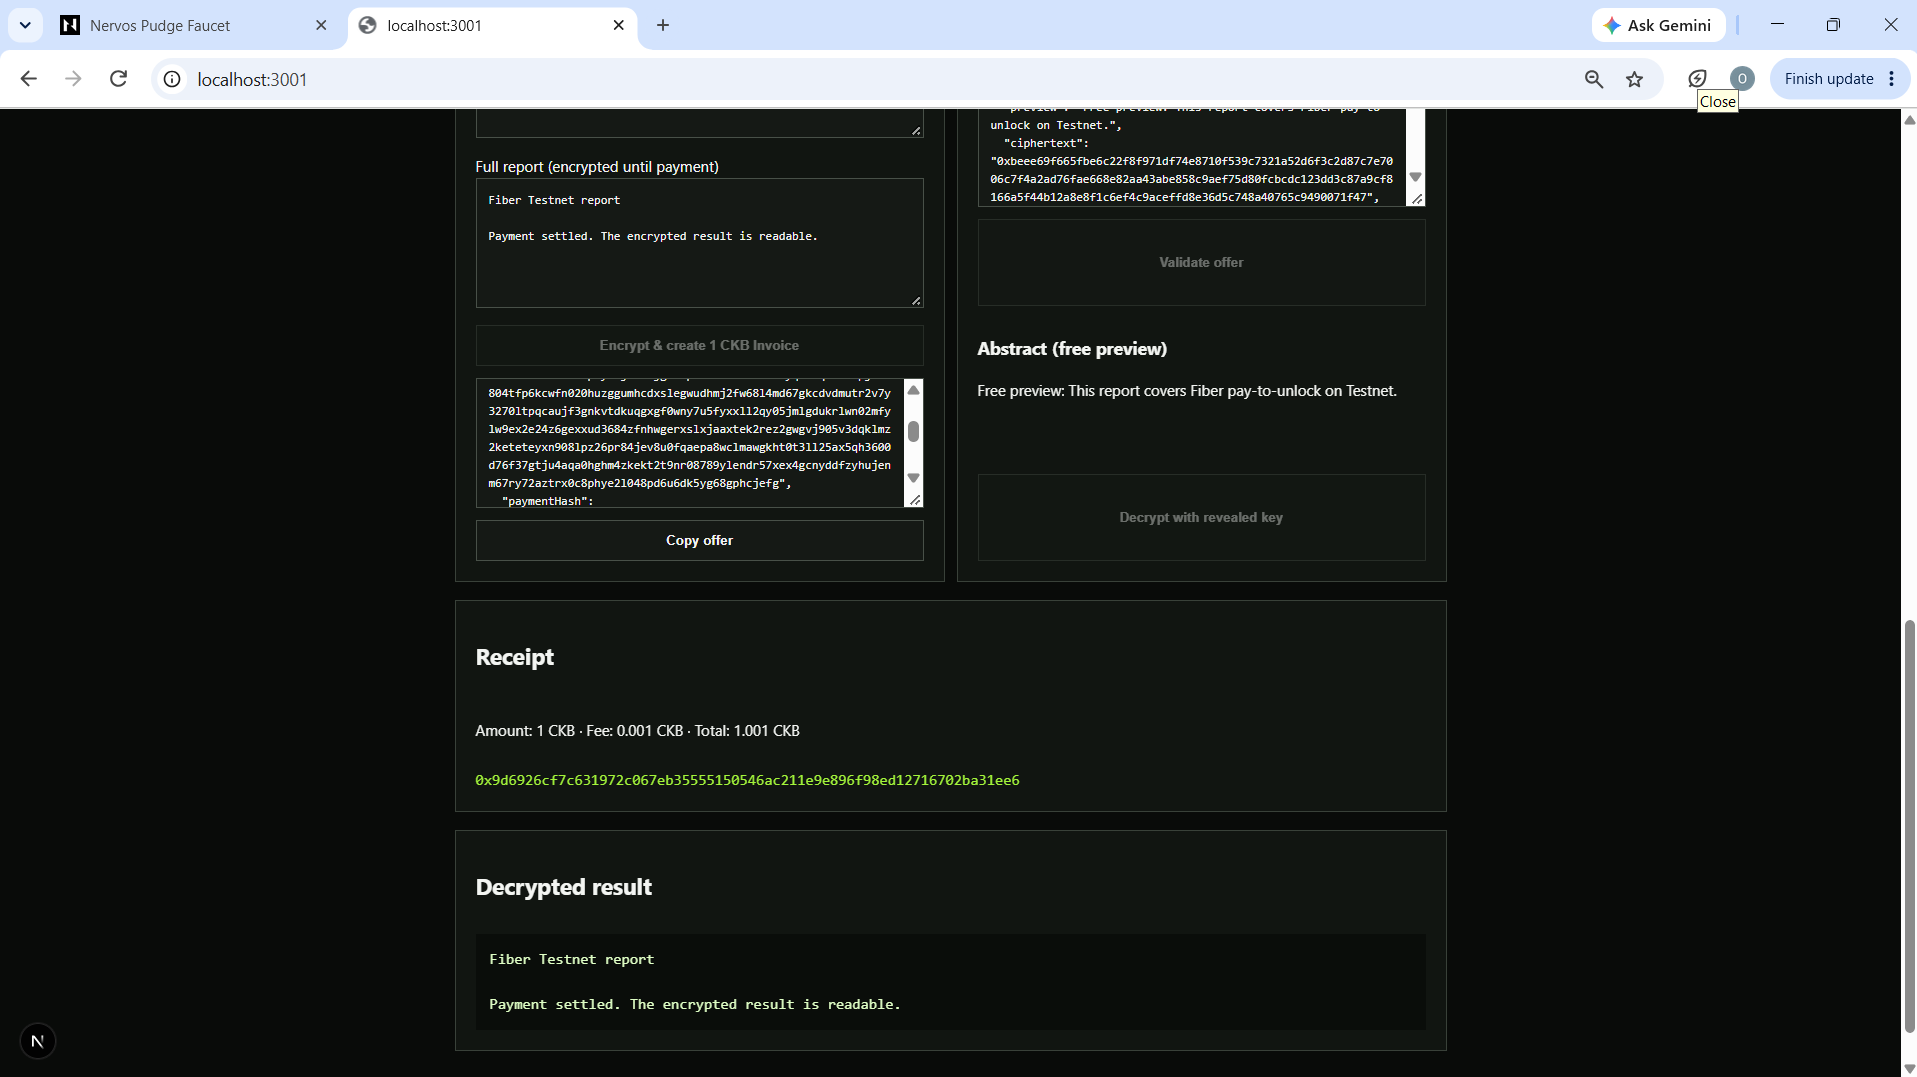 Nervos Pudge Faucet
localhost:3001
Ask Gemini
localhost:3001
O
Finish update
Close
Full report (encrypted until payment)
Fiber Testnet report
Payment settled. The encrypted result is readable.
Encrypt & create 1 CKB Invoice
804tfp6kcwfn020huzggumhcdxslegwudhmj2fw68l4md67gkcdvdmutr2v7y
3270ltpqcaujf3gnkvtdkuqgxgf0wny7u5fyxxll2qy05jmlgdukrlwn02mfy
lw9ex2e24z6gexxud3684zfnhwgerxslxjaaxtek2rez2gwgvj905v3dqklmz
2keteteyxn908lpz26pr84jev8u0fqaepa8wclmawgkht0t3ll25ax5qh3600
d76f37gtju4aqa0hghm4zkekt2t9nr08789ylendr57xex4gcnyddfzyhujen
m67ry72aztrx0c8phye2l048pd6u6dk5yg68gphcjefg",
"paymentHash":
Copy offer
unlock on Testnet.",
"ciphertext":
"0xbeee69f665fbe6c22f8f971df74e8710f539c7321a52d6f3c2d87c7e70
06c7f4a2ad76fae668e82aa43abe858c9aef75d80fcbcdc123dd3c87a9cf8
166a5f44b12a8e8f1c6ef4c9aceffd8e36d5c748a40765c9490071f47",
Validate offer
Abstract (free preview)
Free preview: This report covers Fiber pay-to-unlock on Testnet.
Decrypt with revealed key
Receipt
Amount: 1 CKB · Fee: 0.001 CKB · Total: 1.001 CKB
0x9d6926cf7c631972c067eb35555150546ac211e9e896f98ed12716702ba31ee6
Decrypted result
Fiber Testnet report
Payment settled. The encrypted result is readable.
N